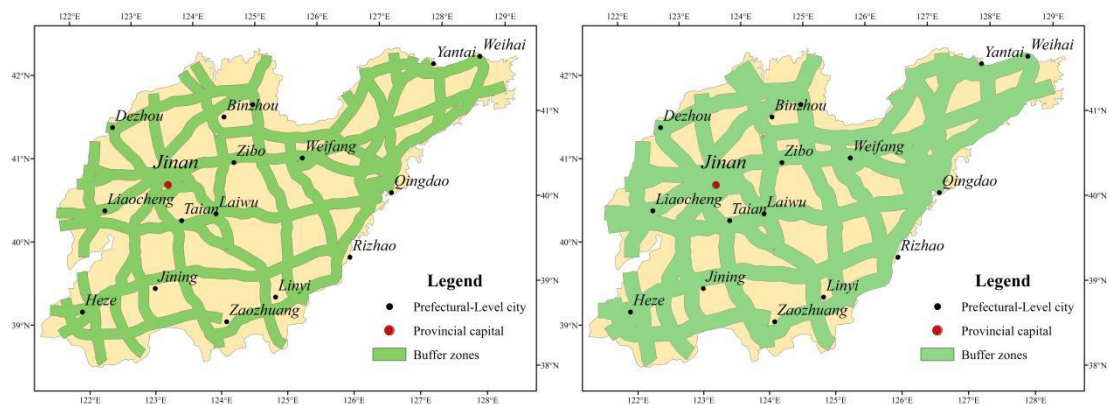 122°E 123°E 124°E 125°E 126°E 127°E 128°E 129°E
42°N
41°N
40°N
39°N
41°N
40°N
39°N
38°N
Weihai
Yantai
Binzhou
Dezhou
Jinan
Zibo
Weifang
Qingdao
Liaocheng
Taian
Laiwu
Rizhao
Jining
Linyi
Heze
Zaozhuang
Legend
Prefectural-Level city
Provincial capital
Buffer zones
122°E 123°E 124°E 125°E 126°E 127°E 128°E
122°E 123°E 124°E 125°E 126°E 127°E 128°E 129°E
42°N
41°N
40°N
39°N
41°N
40°N
39°N
38°N
Weihai
Yantai
Binzhou
Dezhou
Jinan
Zibo
Weifang
Qingdao
Liaocheng
Taian
Laiwu
Rizhao
Jining
Linyi
Heze
Zaozhuang
Legend
Prefectural-Level city
Provincial capital
Buffer zones
122°E 123°E 124°E 125°E 126°E 127°E 128°E